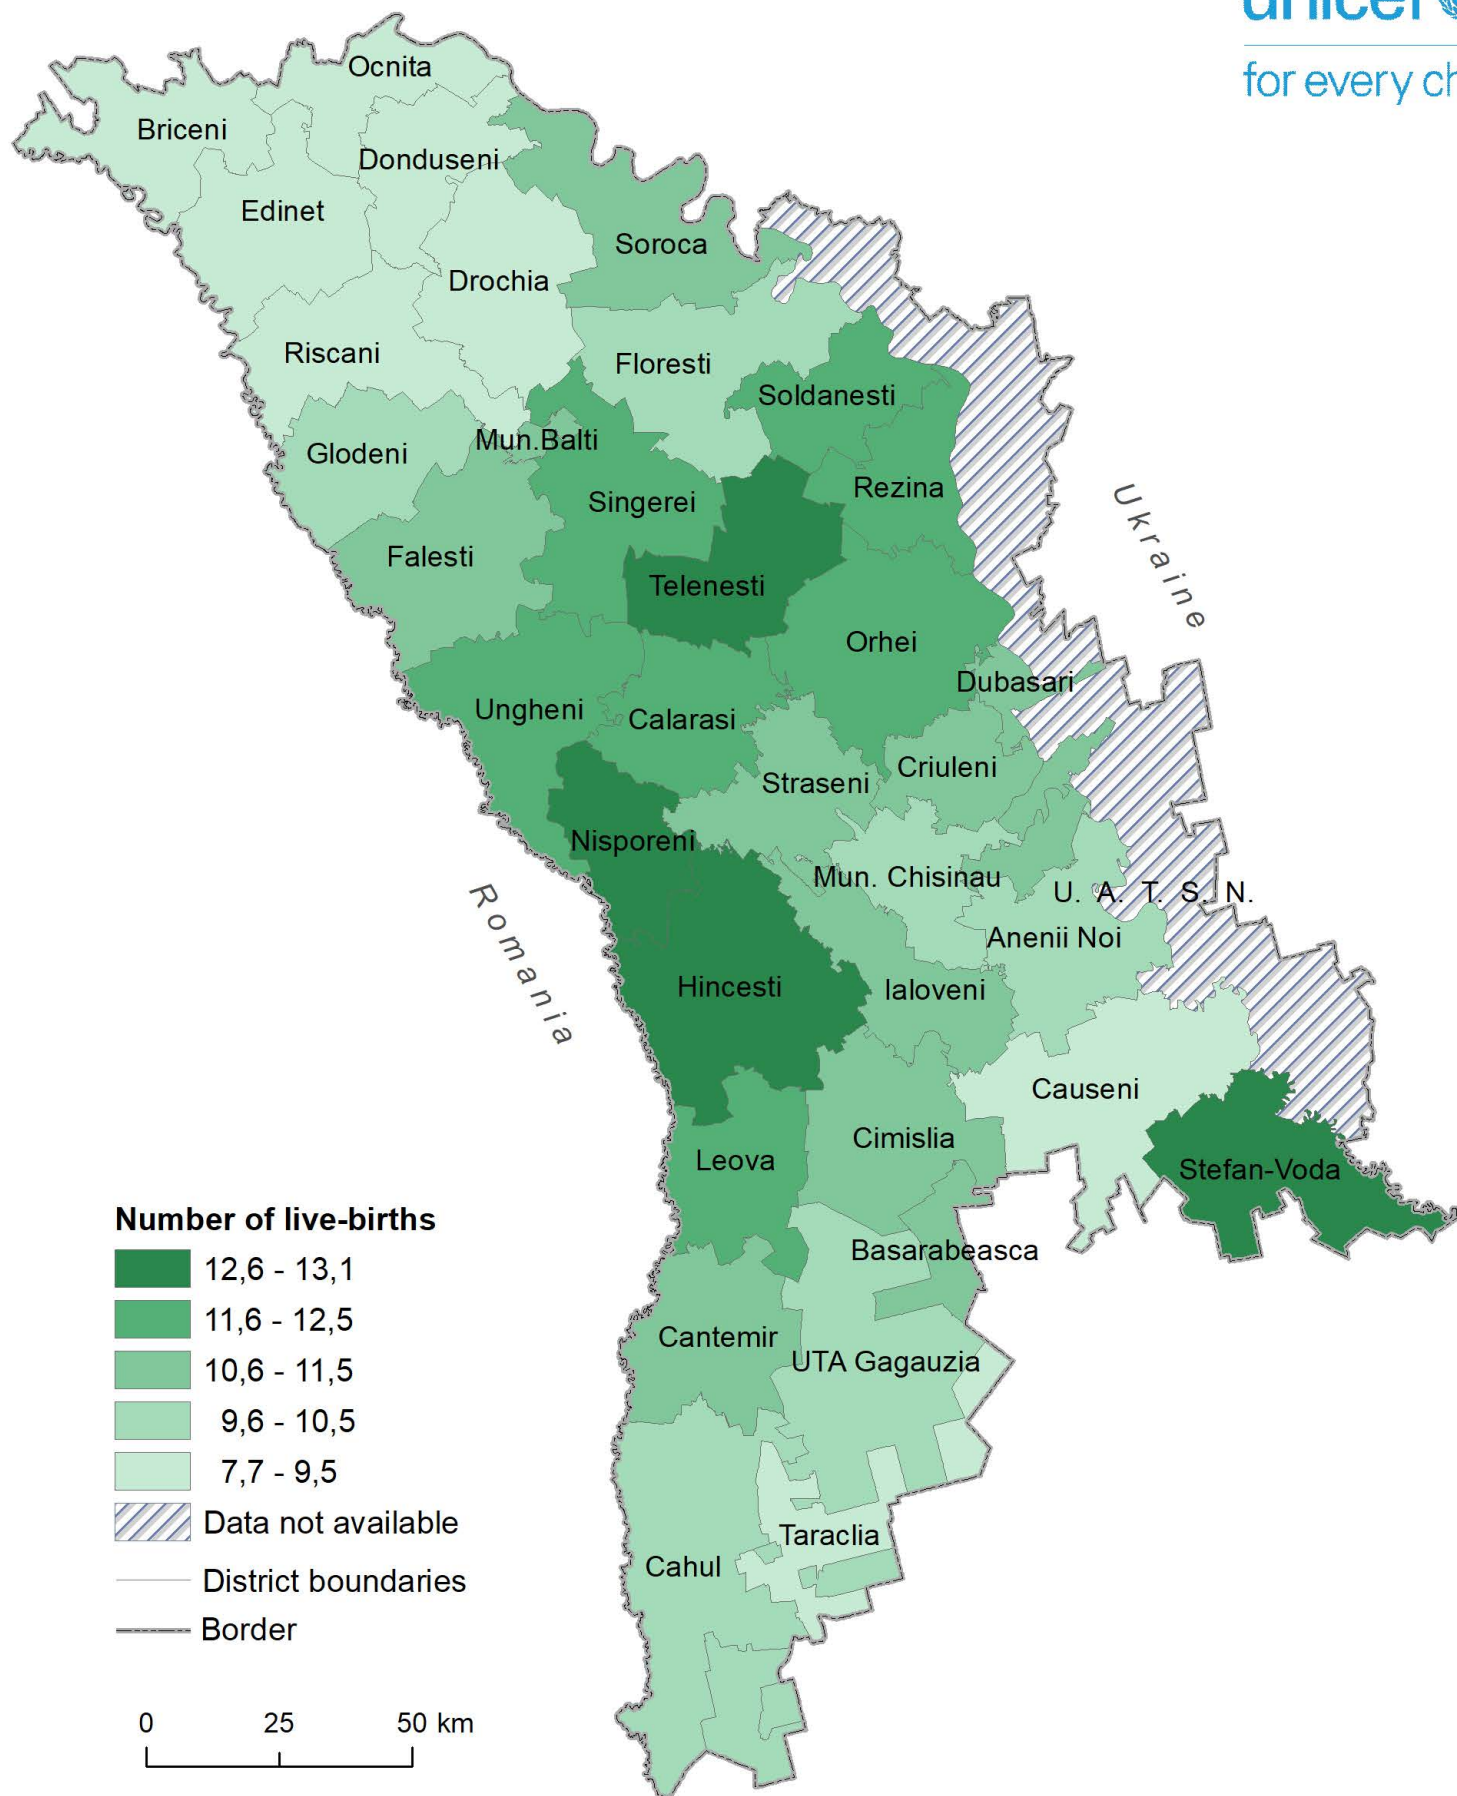 unicef
for every ch
Ocnita
Briceni
Donduseni
Edinet
Soroca
Drochia
Riscani
Floresti
Soldanesti
Glodeni
Mun.Balti
Rezina
Singerei
Ukraine
Falesti
Telenesti
Orhei
Dubasari
Ungheni
Calarasi
Criuleni
Straseni
Nisporeni
Mun. Chisinau
U. A. T. S. N.
Romania
Anenii Noi
Hincesti
Ialoveni
Causeni
Cimislia
Leova
Stefan-Voda
Number of live-births
Basarabeasca
12,6 - 13,1
11,6 - 12,5
Cantemir
UTA Gagauzia
10,6 - 11,5
9,6 - 10,5
7,7 - 9,5
Data not available
Taraclia
Cahul
District boundaries
Border
0 25 50 km